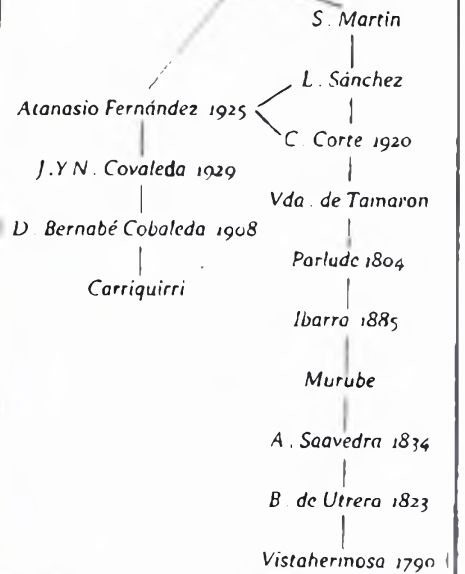 S. Martin
L. Sánchez
Atanasio Fernández 1925
C. Corte 1920
J. Y N. Covaleda 1929
Vda. de Tamaron
D. Bernabé Cobaleda 1908
Parlade 1804
Carriquirri
Ibarra 1885
Murube
A. Saavedra 1834
B. de Utrera 1823
Vistahermosa 1790